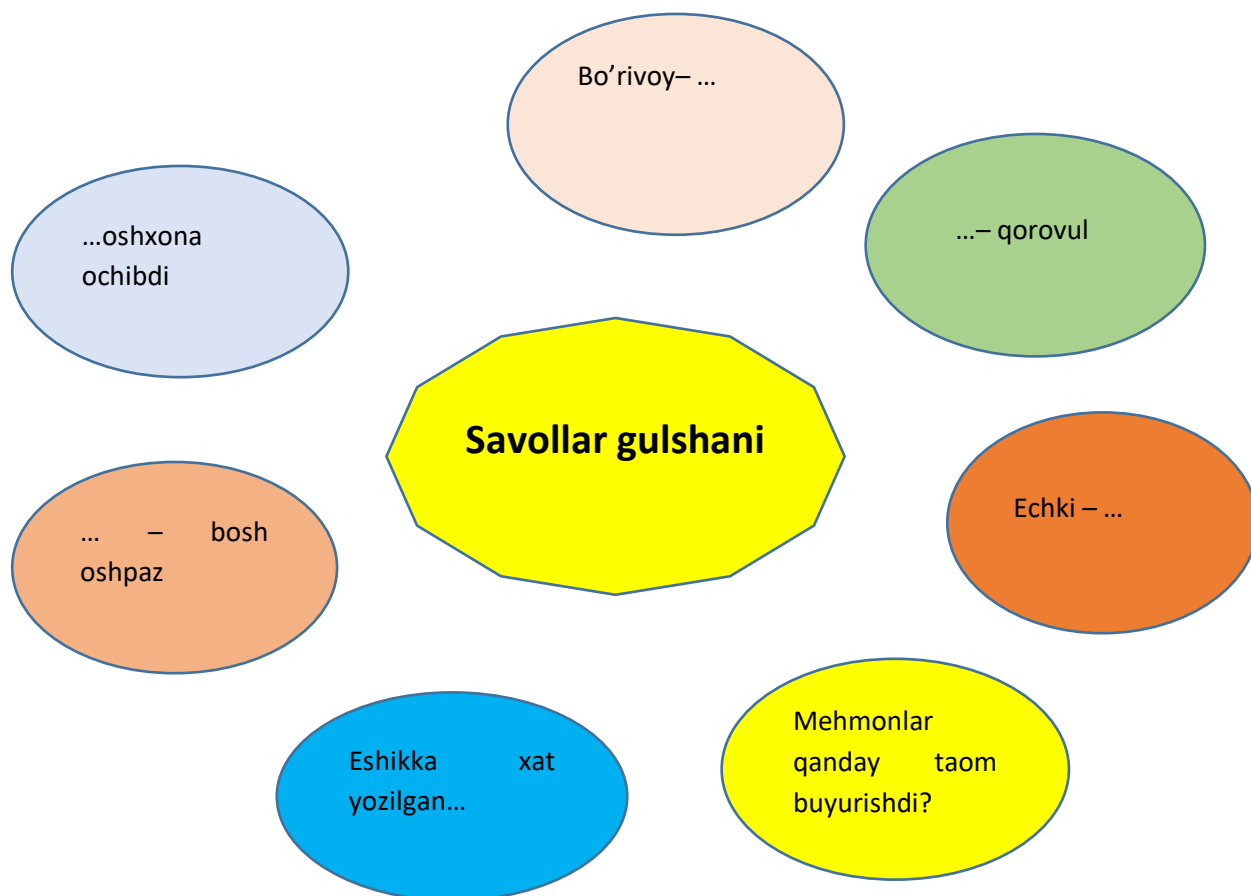 Bo’rivoy– …
…– qorovul
…oshxona
ochibdi
Savollar gulshani
Echki – …
… – bosh
oshpaz
Mehmonlar
qanday taom
buyurishdi?
Eshikka xat
yozilgan…